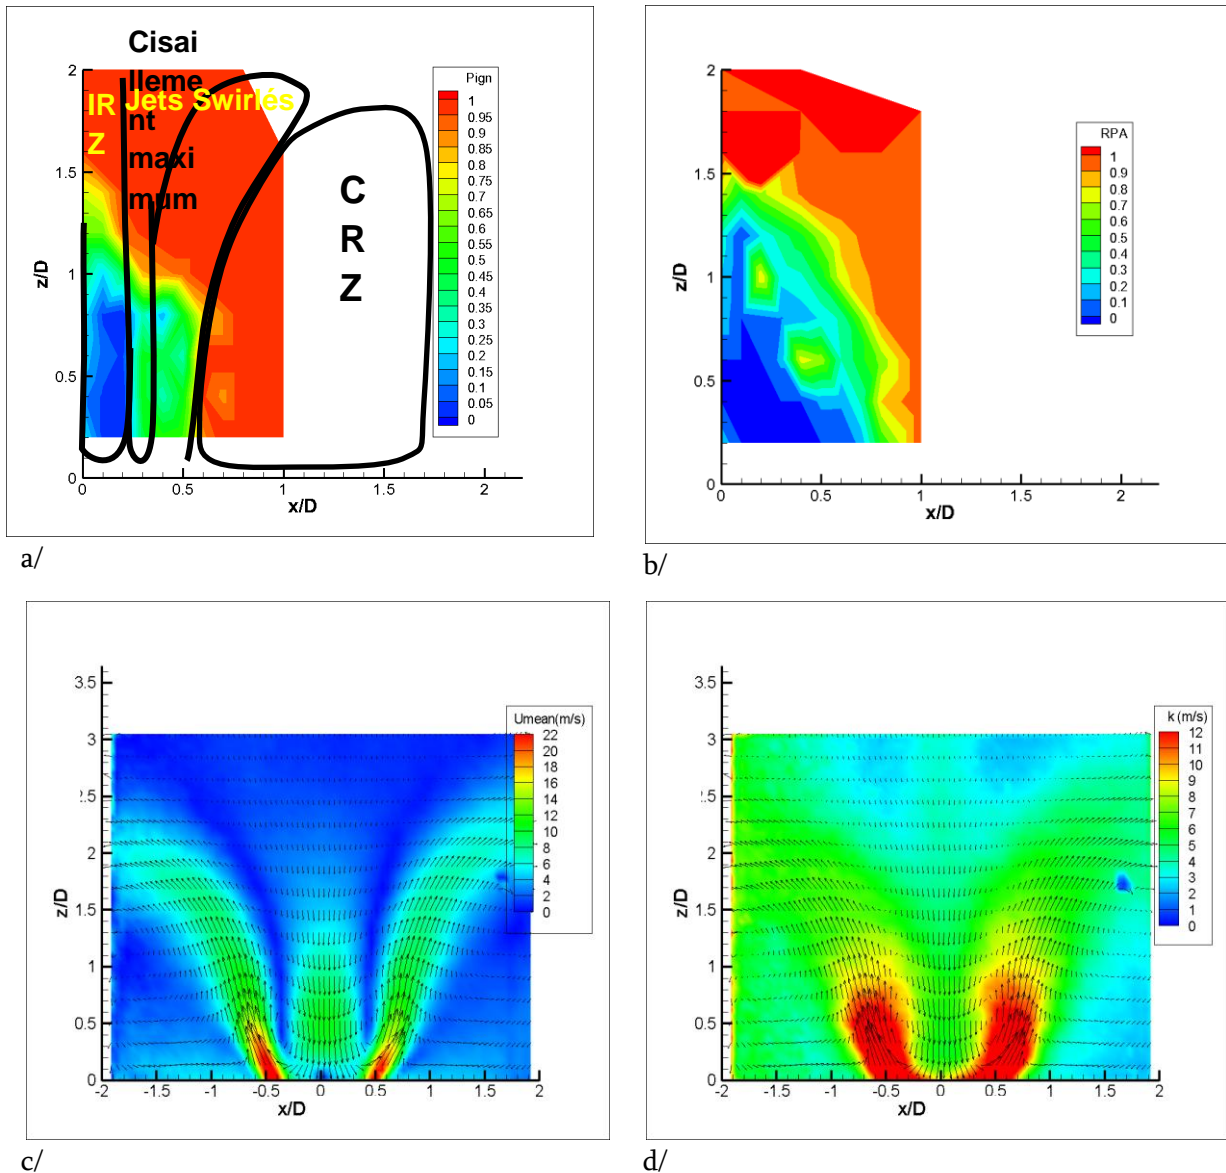 Cisai
lleme
nt
maxi
mum
IR
Z
Jets Swirlés
C
R
Z
Pign
1
0.95
0.9
0.8
0.75
0.7
0.65
0.6
0.55
0.5
0.45
0.4
0.35
0.3
0.25
0.2
0.15
0.1
0.05
0
z/D
2
1.5
1
0.5
0
0 0.5 1 1.5 2
x/D
a/
RPA
1
0.9
0.8
0.7
0.6
0.5
0.4
0.3
0.2
0.1
0
z/D
2
1.5
1
0.5
0
0 0.5 1 1.5 2
x/D
b/
Umean(m/s)
22
20
18
16
14
12
10
8
6
4
2
0
z/D
3.5
3
2.5
2
1.5
1
0.5
0
-2 -1.5 -1 -0.5 0 0.5 1 1.5 2
x/D
c/
k (m/s)
12
11
10
9
8
7
6
5
4
3
2
1
0
z/D
3.5
3
2.5
2
1.5
1
0.5
0
-2 -1.5 -1 -0.5 0 0.5 1 1.5 2
x/D
d/